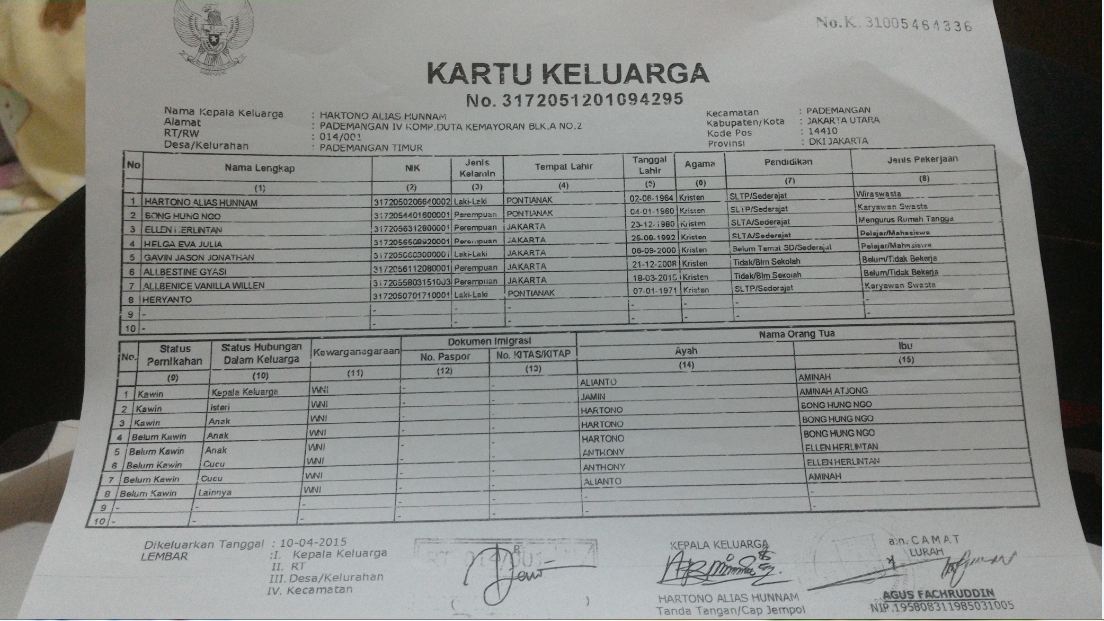 No.K. 31005464336
KARTU KELUARGA
No. 3172051201094295
Nama Kepala Keluarga : HARTONO ALIAS HUNNAM
Alamat : PADEMANGAN IV KOMP.DUTA KEMAYORAN BLK.A NO.2
RT/RW : 014/001
Desa/Kelurahan : PADEMANGAN TIMUR
Kecamatan : PADEMANGAN
Kabupaten/Kota : JAKARTA UTARA
Kode Pos : 14410
Provinsi : DKI JAKARTA
No Nama Lengkap NIK Jenis Kelamin Tempat Lahir Tanggal Lahir Agama Pendidikan Jenis Pekerjaan
(1) (2) (3) (4) (5) (6) (7) (8)
1 HARTONO ALIAS HUNNAM Laki-Laki PONTIANAK 02-06-1964 Kristen SLTP/Sederajat Wiraswasta
2 BONG HUNG NGO 3172054401600001 Perempuan PONTIANAK 04-01-1960 Kristen SLTP/Sederajat Karyawan Swasta
3 ELLEN HERLINTAN 3172056312800001 Perempuan JAKARTA 23-12-1980 Kristen SLTA/Sederajat Mengurus Rumah Tangga
4 HELGA EVA JULIA Perempuan JAKARTA 25-08-1992 Kristen SLTA/Sederajat Pelajar/Mahasiswa
5 GAVIN JASON JONATHAN Laki-Laki JAKARTA 06-09-2000 Kristen Belum Tamat SD/Sederajat Pelajar/Mahasiswa
6 ALLBESTINE GYASI 3172056112080001 Perempuan JAKARTA 21-12-2008 Kristen Tidak/Blm Sekolah Belum/Tidak Bekerja
7 ALLBENICE VANILLA WILLEN Perempuan JAKARTA 18-03-2015 Kristen Tidak/Blm Sekolah Belum/Tidak Bekerja
8 HERYANTO 3172050701710001 Laki-Laki PONTIANAK 07-01-1971 Kristen SLTP/Sederajat Karyawan Swasta
9 - - - - - - - -
10 - - - - - - - -
No. Status Pernikahan Status Hubungan Dalam Keluarga Kewarganegaraan Dokumen Imigrasi Nama Orang Tua
No. Paspor No. KITAS/KITAP Ayah Ibu
(9) (10) (11) (12) (13) (14) (15)
1 Kawin Kepala Keluarga WNI - - ALIANTO AMINAH
2 Kawin Isteri WNI - - JAMIN AMINAH ATJONG
3 Kawin Anak WNI - - HARTONO BONG HUNG NGO
4 Belum Kawin Anak WNI - - HARTONO BONG HUNG NGO
5 Belum Kawin Anak WNI - - HARTONO BONG HUNG NGO
6 Belum Kawin Cucu WNI - - ANTHONY ELLEN HERLINTAN
7 Belum Kawin Cucu WNI - - ANTHONY ELLEN HERLINTAN
8 Belum Kawin Lainnya WNI - - ALIANTO AMINAH
9 - - - - - - -
10 - - - - - - -
Dikeluarkan Tanggal : 10-04-2015
LEMBAR :I. Kepala Keluarga
II. RT
III. Desa/Kelurahan
IV. Kecamatan
KEPALA KELUARGA
HARTONO ALIAS HUNNAM
Tanda Tangan/Cap Jempol
a.n. CAMAT
LURAH
AGUS FACHRUDDIN
NIP.195808311985031005